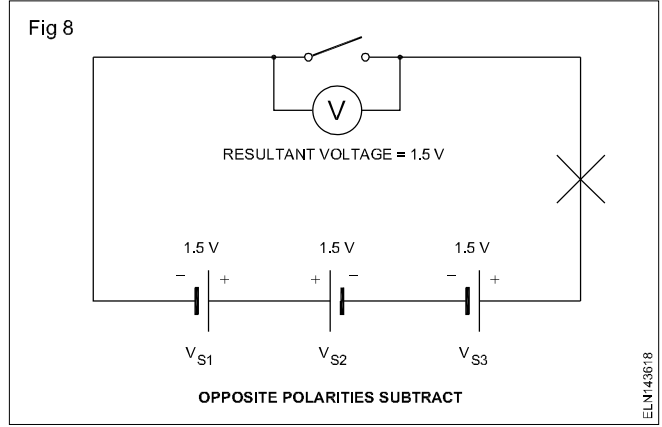 Fig 8
V
RESULTANT VOLTAGE = 1.5 V
1.5 V 1.5 V 1.5 V
− + + − − +
VS1 VS2 VS3
OPPOSITE POLARITIES SUBTRACT
ELN143618